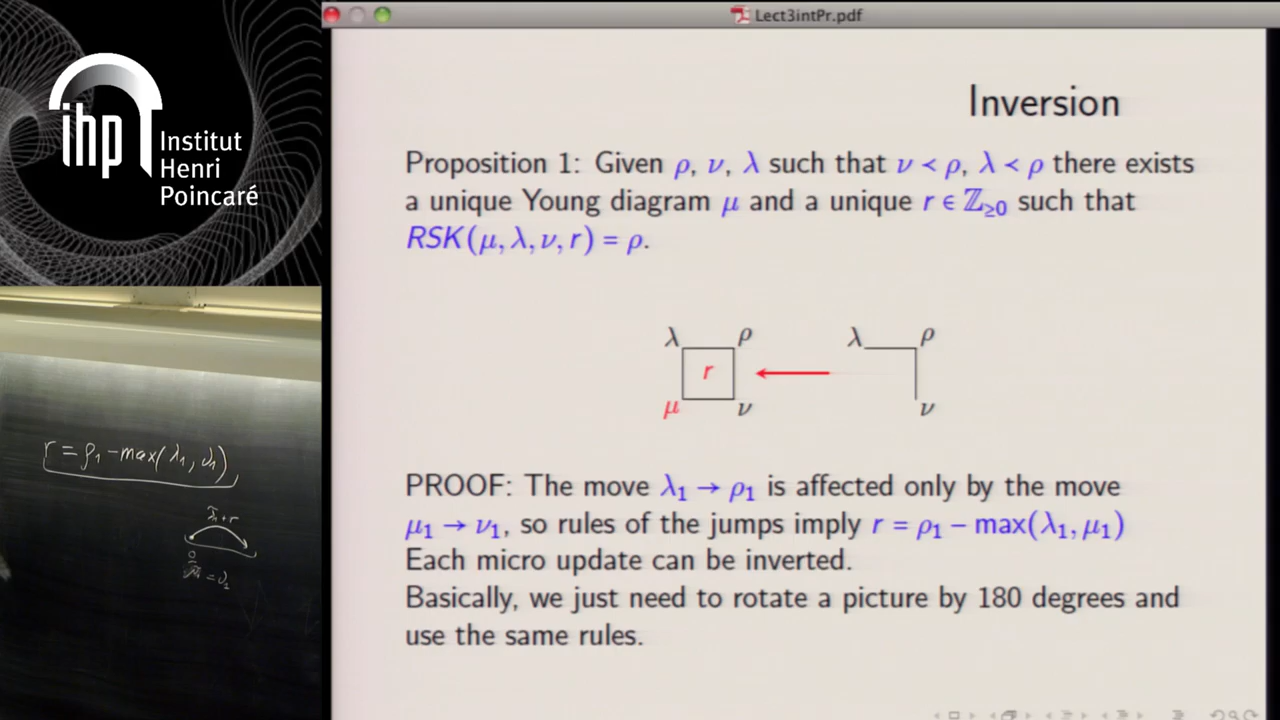 Lect3intPr.pdf
ihp Institut
Henri
Poincaré
Inversion
Proposition 1: Given ρ, ν, λ such that ν ≺ ρ, λ ≺ ρ there exists
a unique Young diagram μ and a unique r ∈ ℤ≥0 such that
RSK(μ, λ, ν, r) = ρ.
λ ρ λ ρ
r
μ ν ν
PROOF: The move λ₁ → ρ₁ is affected only by the move
μ₁ → ν₁, so rules of the jumps imply r = ρ₁ − max(λ₁, μ₁)
Each micro update can be inverted.
Basically, we just need to rotate a picture by 180 degrees and
use the same rules.
r = ρ₁ − max(λ₁, ν₁)
λ₁+r
= ν₁